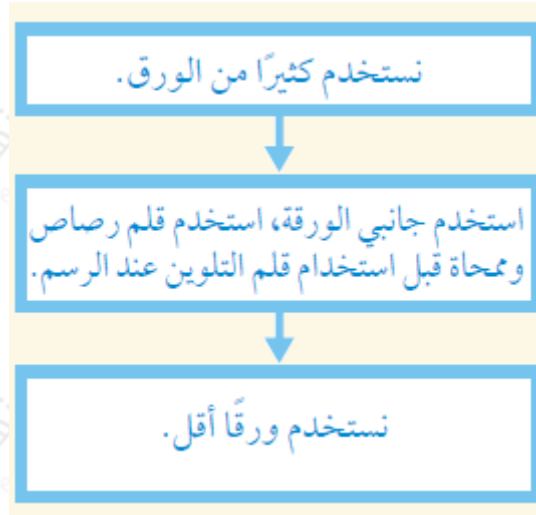 نستخدم كثيرًا من الورق.
استخدم جانبي الورقة، استخدم قلم رصاص
وممحاة قبل استخدام قلم التلوين عند الرسم.
نستخدم ورقًا أقل.